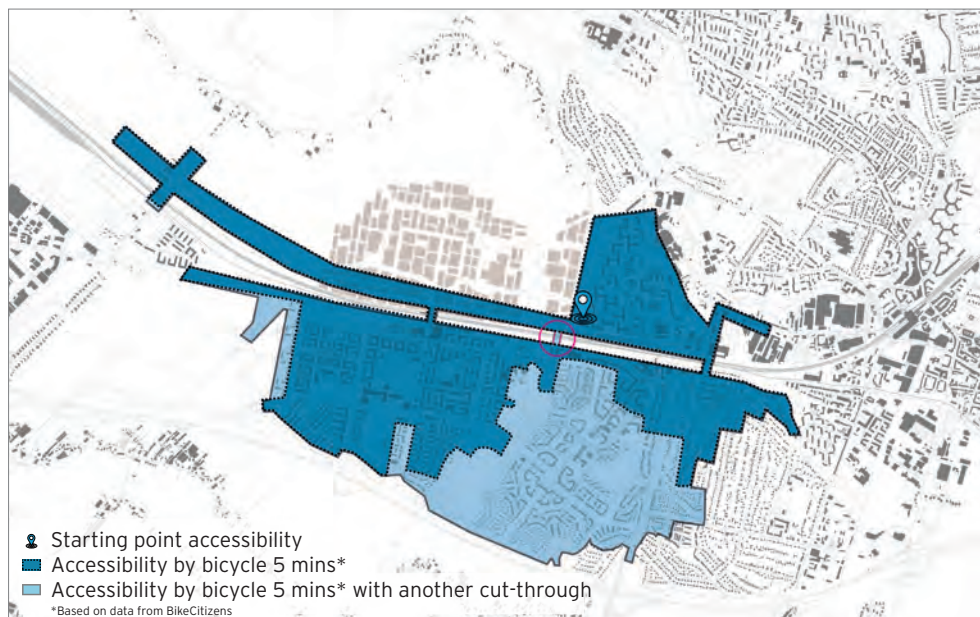 Starting point accessibility
Accessibility by bicycle 5 mins*
Accessibility by bicycle 5 mins* with another cut-through
*Based on data from BikeCitizens